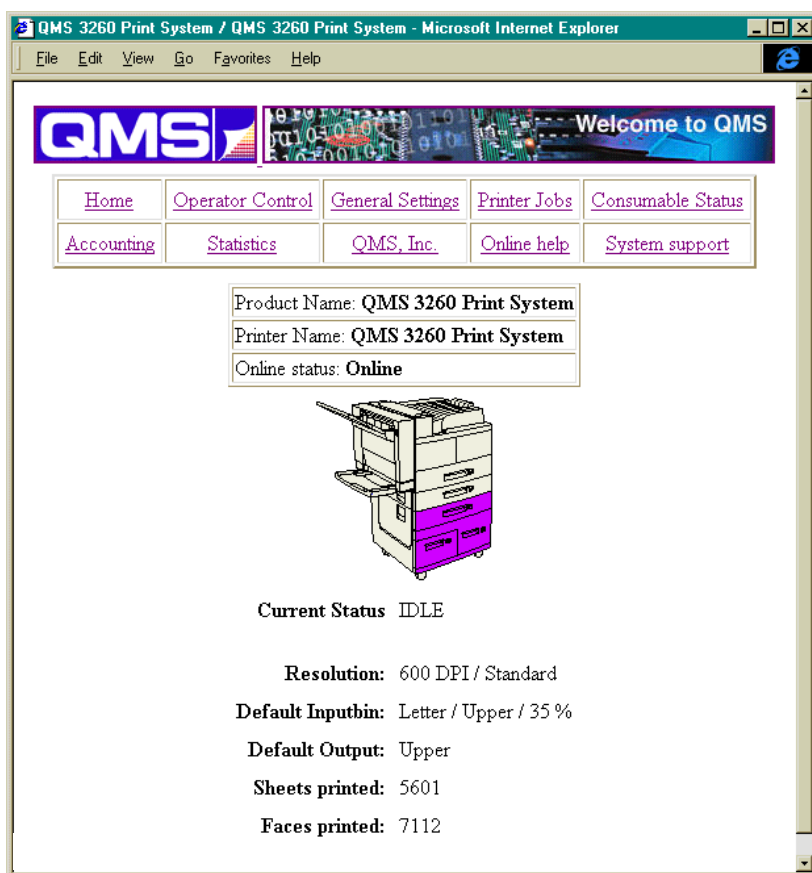 QMS 3260 Print System / QMS 3260 Print System - Microsoft Internet Explorer
File Edit View Go Favorites Help
QMS Welcome to QMS
Home Operator Control General Settings Printer Jobs Consumable Status
Accounting Statistics QMS, Inc. Online help System support
Product Name: QMS 3260 Print System
Printer Name: QMS 3260 Print System
Online status: Online
Current Status IDLE
Resolution: 600 DPI / Standard
Default Inputbin: Letter / Upper / 35 %
Default Output: Upper
Sheets printed: 5601
Faces printed: 7112